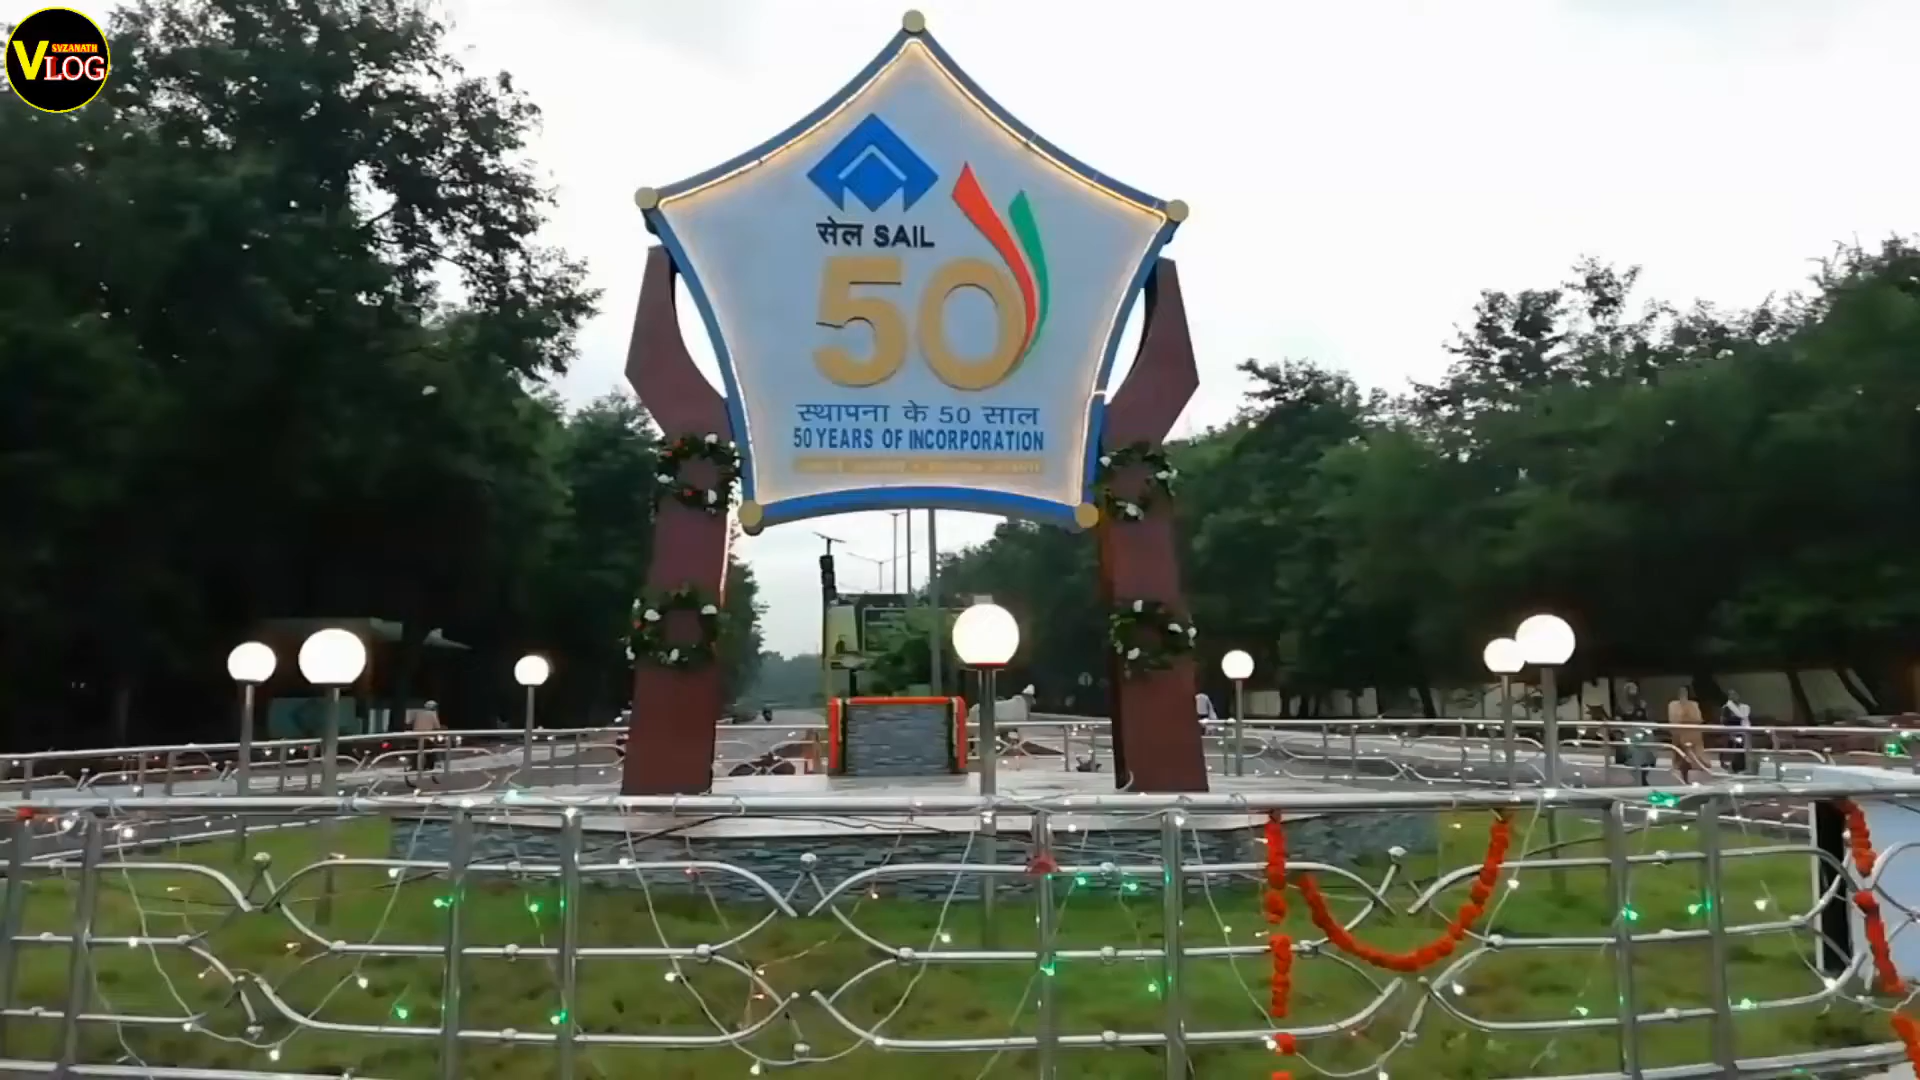 SVZANATH
VLOG
सेल SAIL
50
स्थापना के 50 साल
50 YEARS OF INCORPORATION